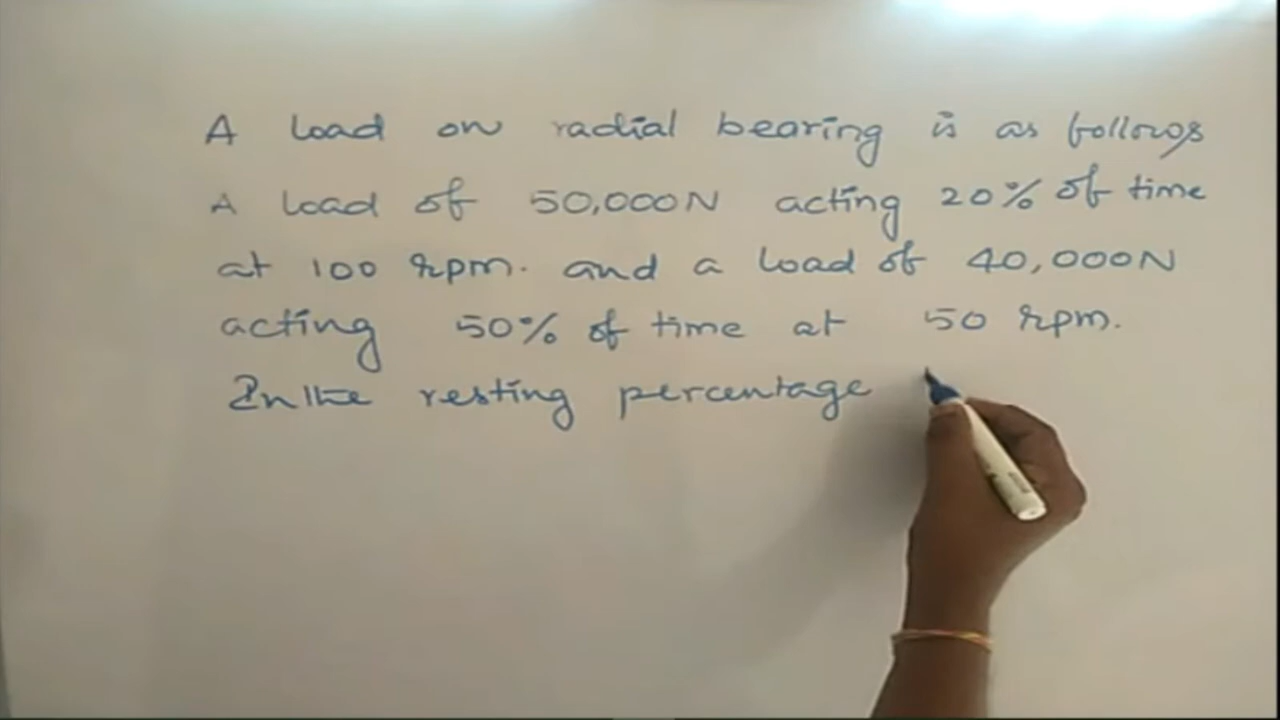 A load on radial bearing is as follows
A load of 50,000N acting 20% of time
at 100 rpm. and a load of 40,000N
acting 50% of time at 50 rpm.
In the resting percentage